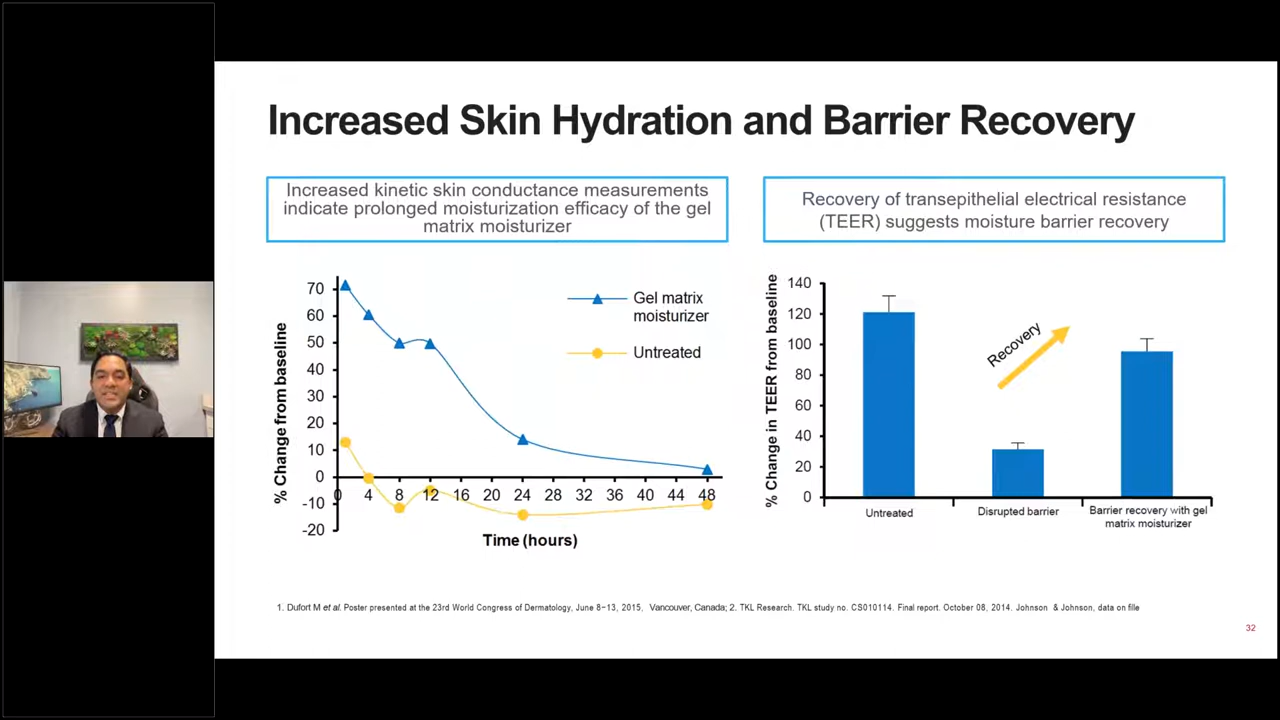 Increased Skin Hydration and Barrier Recovery
Increased kinetic skin conductance measurements
indicate prolonged moisturization efficacy of the gel
matrix moisturizer
Recovery of transepithelial electrical resistance
(TEER) suggests moisture barrier recovery
% Change from baseline
70
60
50
40
30
20
10
0
-10
-20
0 4 8 12 16 20 24 28 32 36 40 44 48
Time (hours)
Gel matrix
moisturizer
Untreated
% Change in TEER from baseline
140
120
100
80
60
40
20
0
Recovery
Untreated
Disrupted barrier
Barrier recovery with gel
matrix moisturizer
1. Dufort M et al. Poster presented at the 23rd World Congress of Dermatology, June 8–13, 2015, Vancouver, Canada; 2. TKL Research. TKL study no. CS010114. Final report. October 08, 2014. Johnson & Johnson, data on file
32